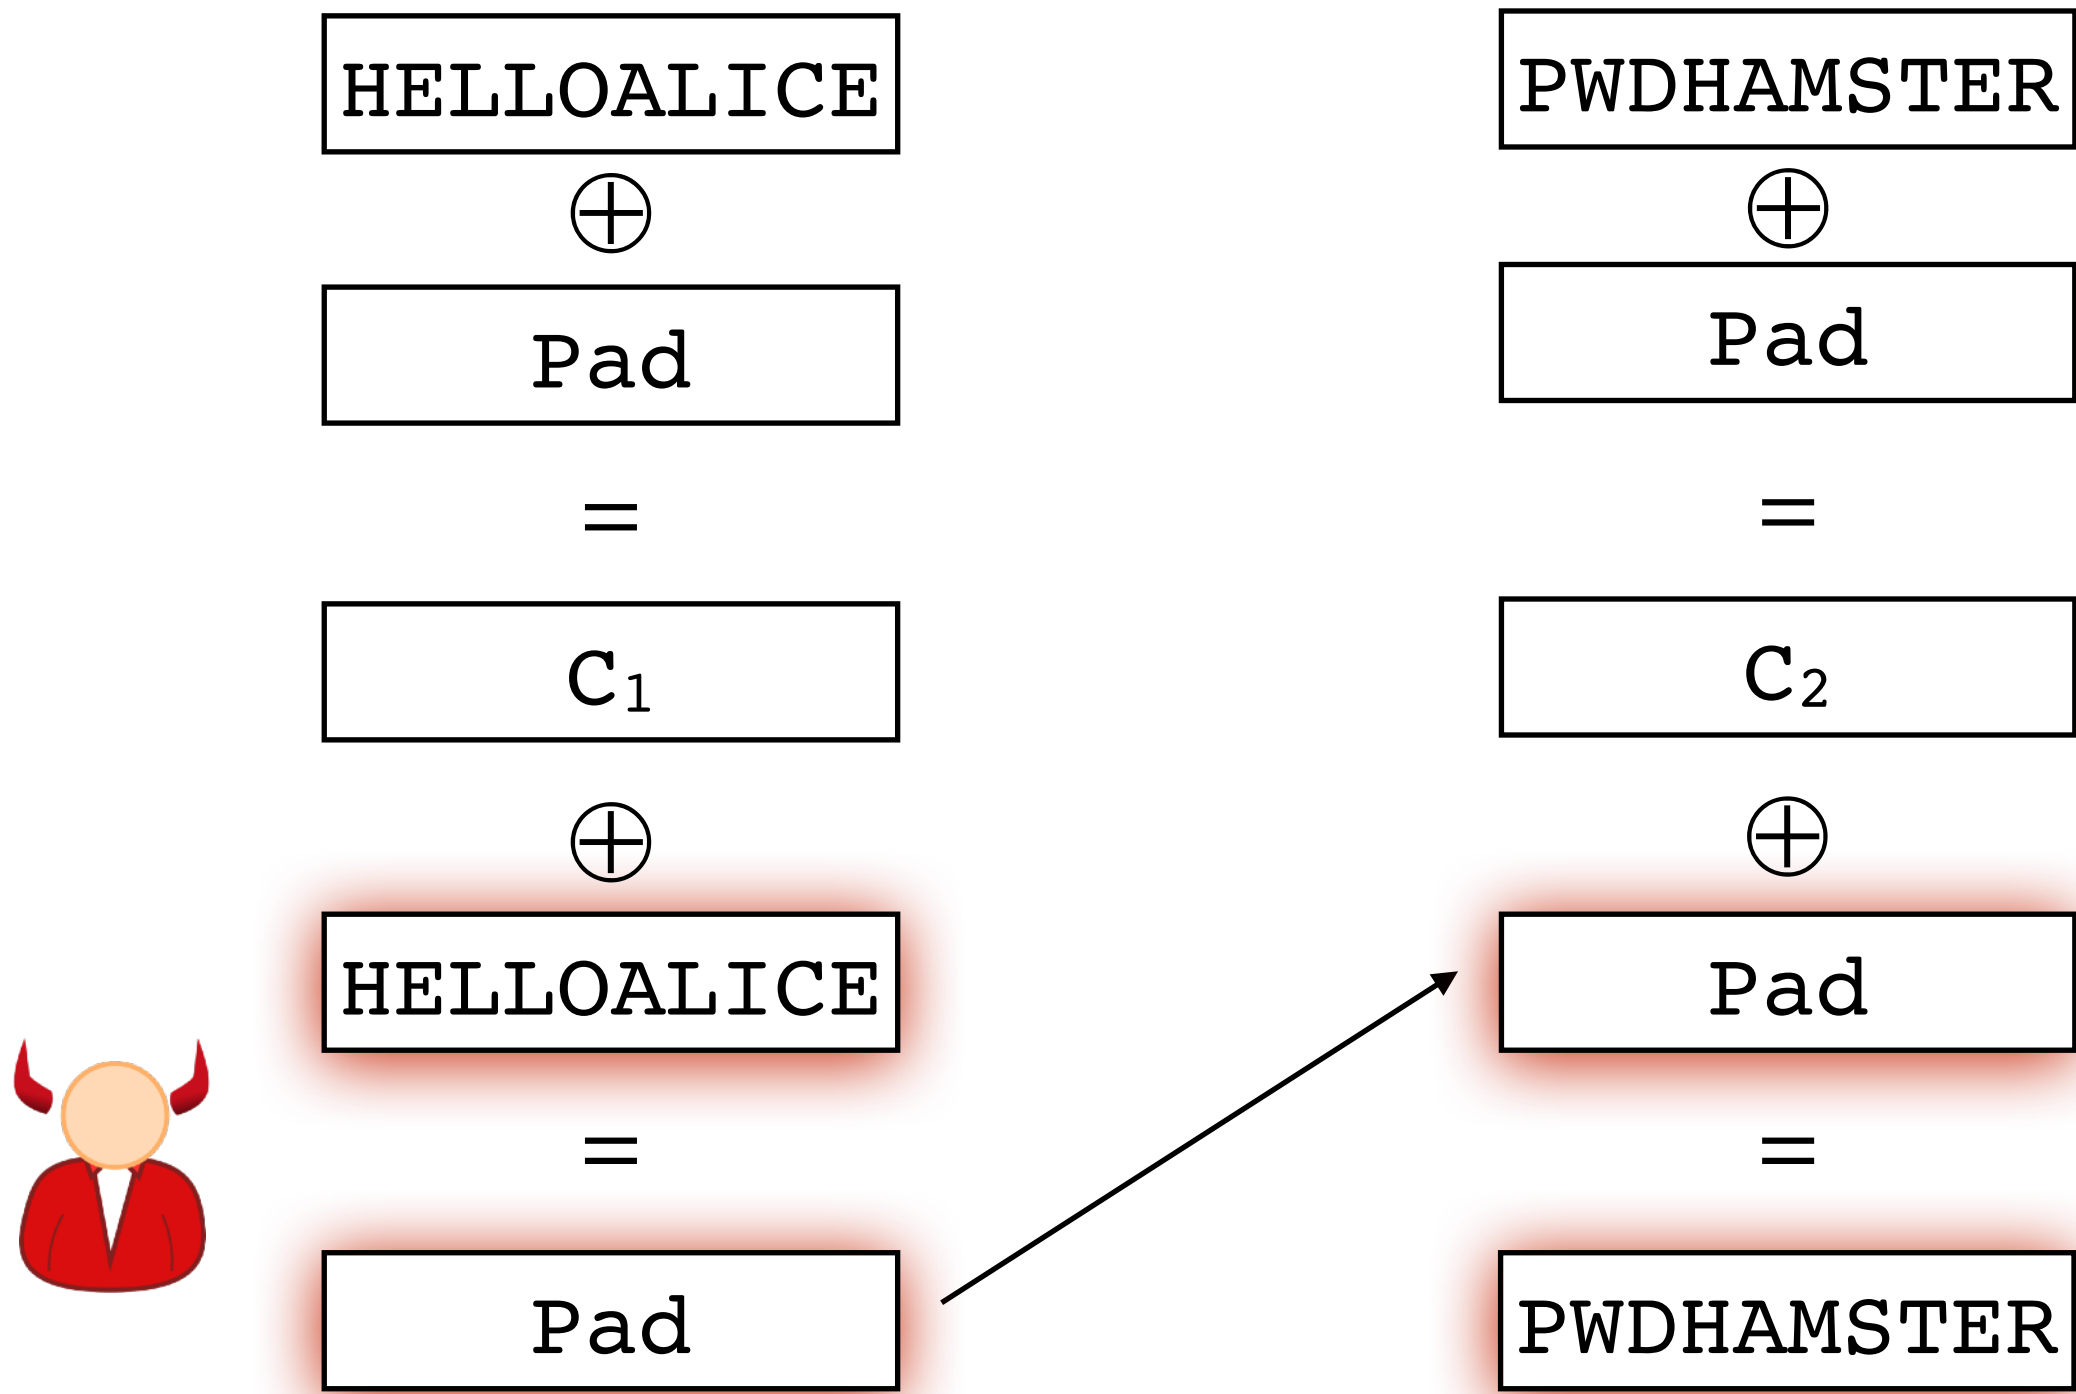 HELLOALICE
⊕
Pad
=
C₁
⊕
HELLOALICE
=
Pad
PWDHAMSTER
⊕
Pad
=
C₂
⊕
Pad
=
PWDHAMSTER